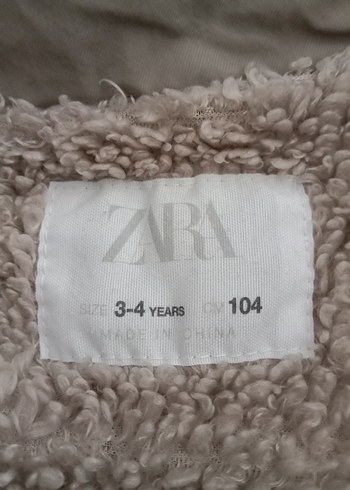 ZARA
SIZE 3-4 YEARS CM 104
MADE IN CHINA